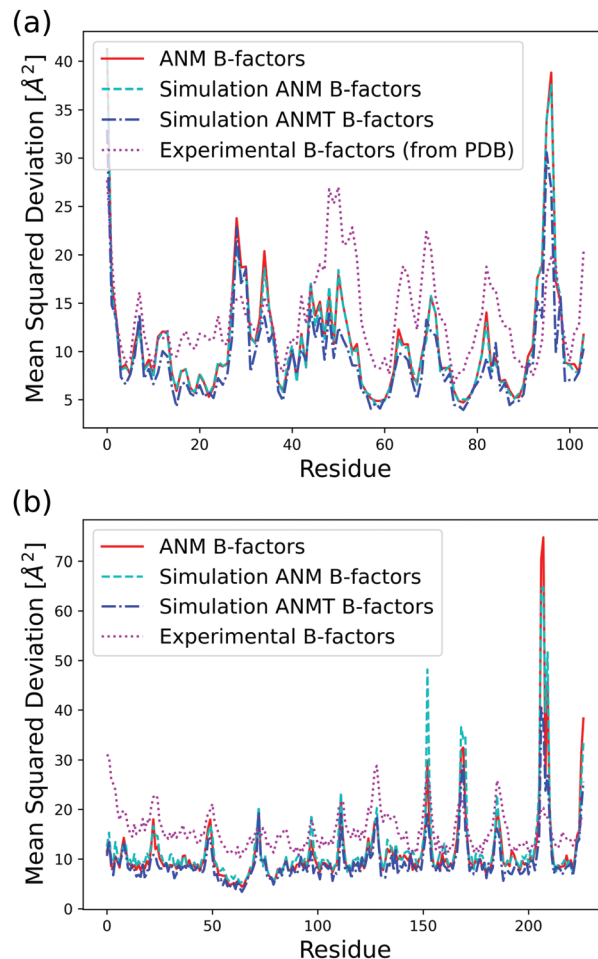 (a)
Mean Squared Deviation [Å²]
40
35
30
25
20
15
10
5
ANM B-factors
Simulation ANM B-factors
Simulation ANMT B-factors
Experimental B-factors (from PDB)
0 20 40 60 80 100
Residue
(b)
Mean Squared Deviation [Å²]
70
60
50
40
30
20
10
0
ANM B-factors
Simulation ANM B-factors
Simulation ANMT B-factors
Experimental B-factors
0 50 100 150 200
Residue